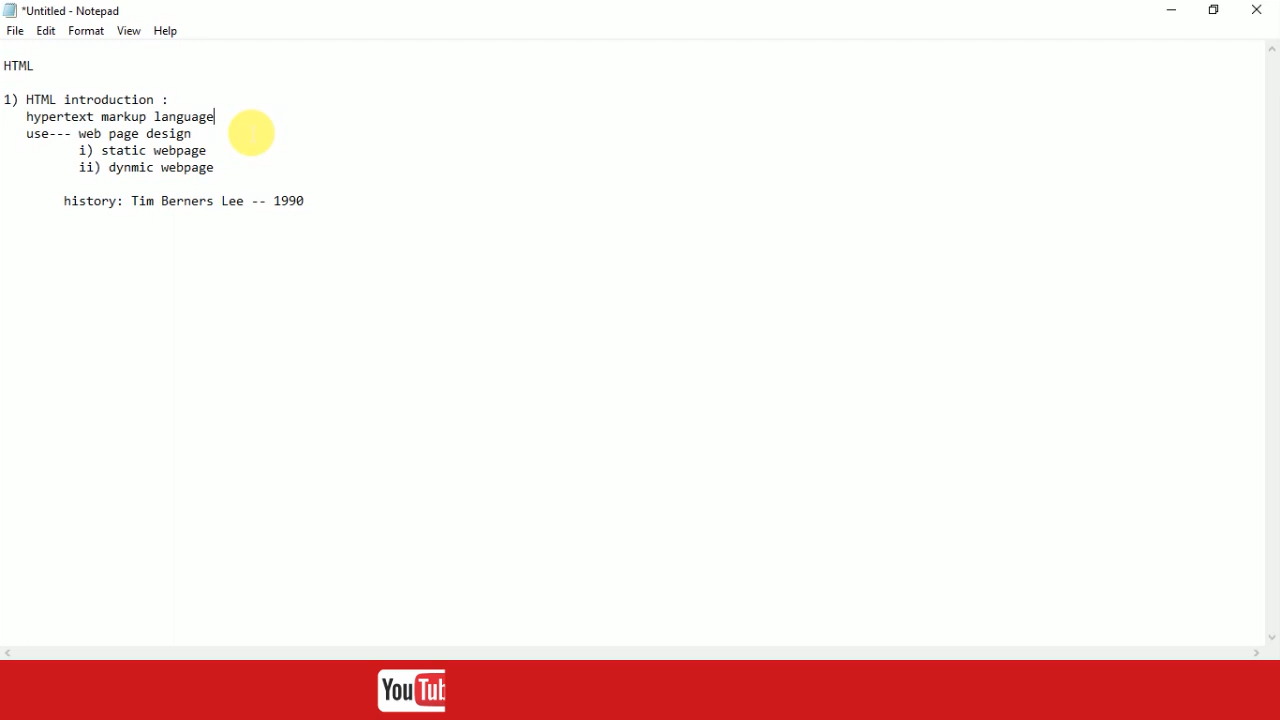 *Untitled - Notepad
File Edit Format View Help
HTML
1) HTML introduction :
hypertext markup language
use--- web page design
i) static webpage
ii) dynmic webpage
history: Tim Berners Lee -- 1990
YouTub